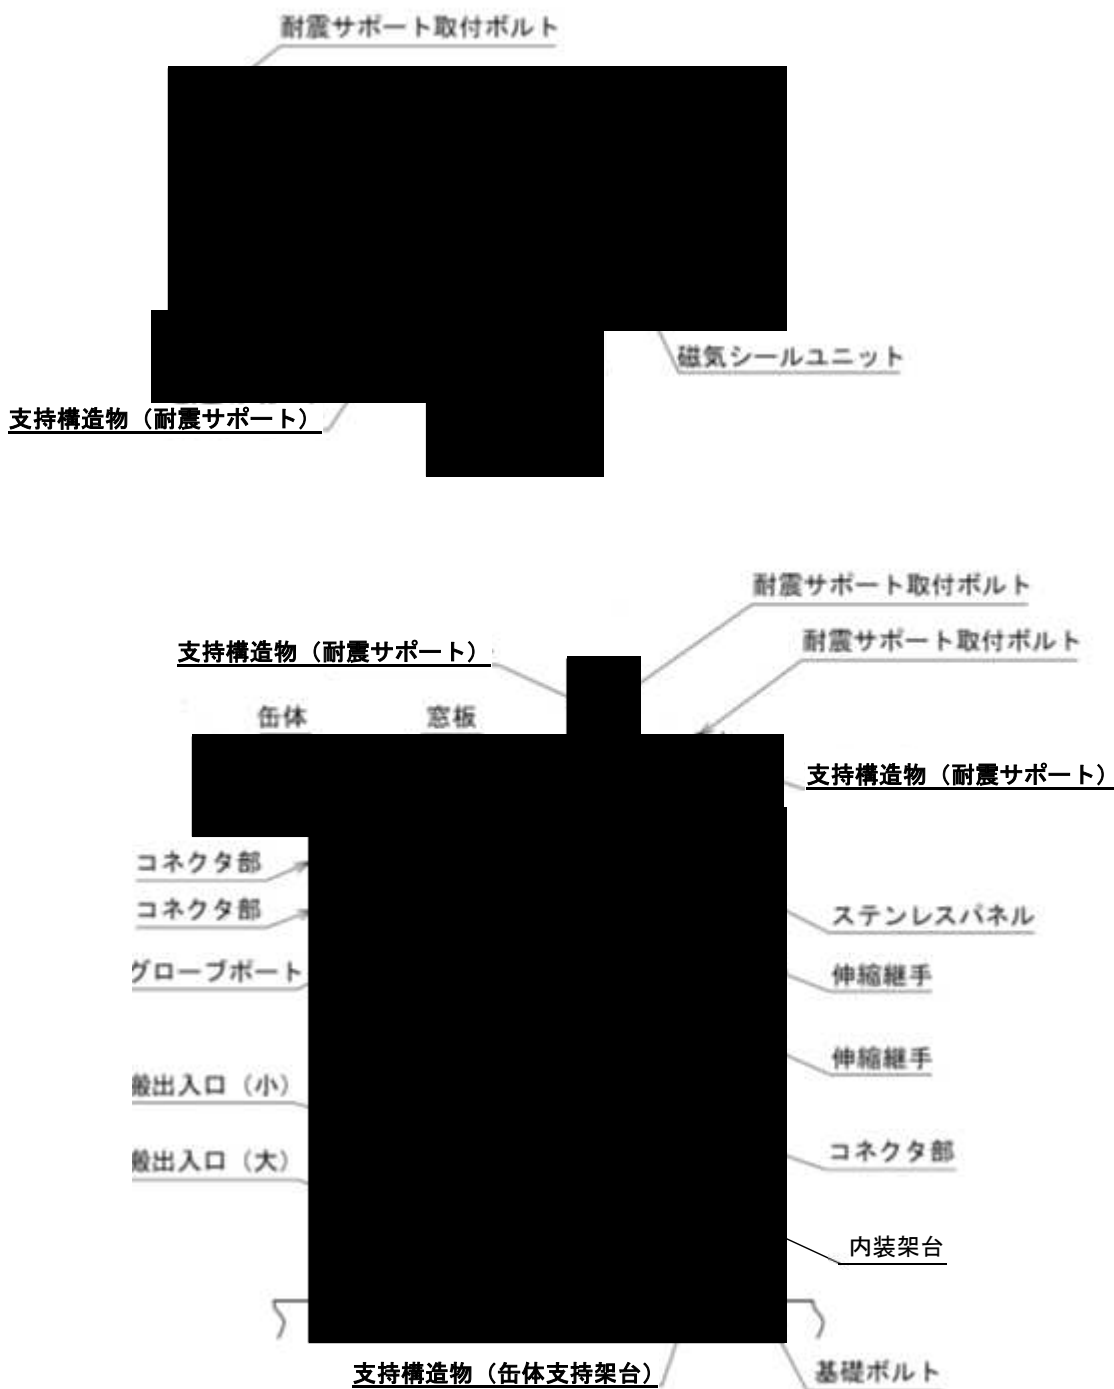 耐震サポート取付ボルト
磁気シールユニット
支持構造物（耐震サポート）
耐震サポート取付ボルト
耐震サポート取付ボルト
支持構造物（耐震サポート）
缶体
窓板
支持構造物（耐震サポート）
コネクタ部
コネクタ部
ステンレスパネル
グローブポート
伸縮継手
伸縮継手
搬出入口（小）
コネクタ部
搬出入口（大）
内装架台
支持構造物（缶体支持架台）
基礎ボルト